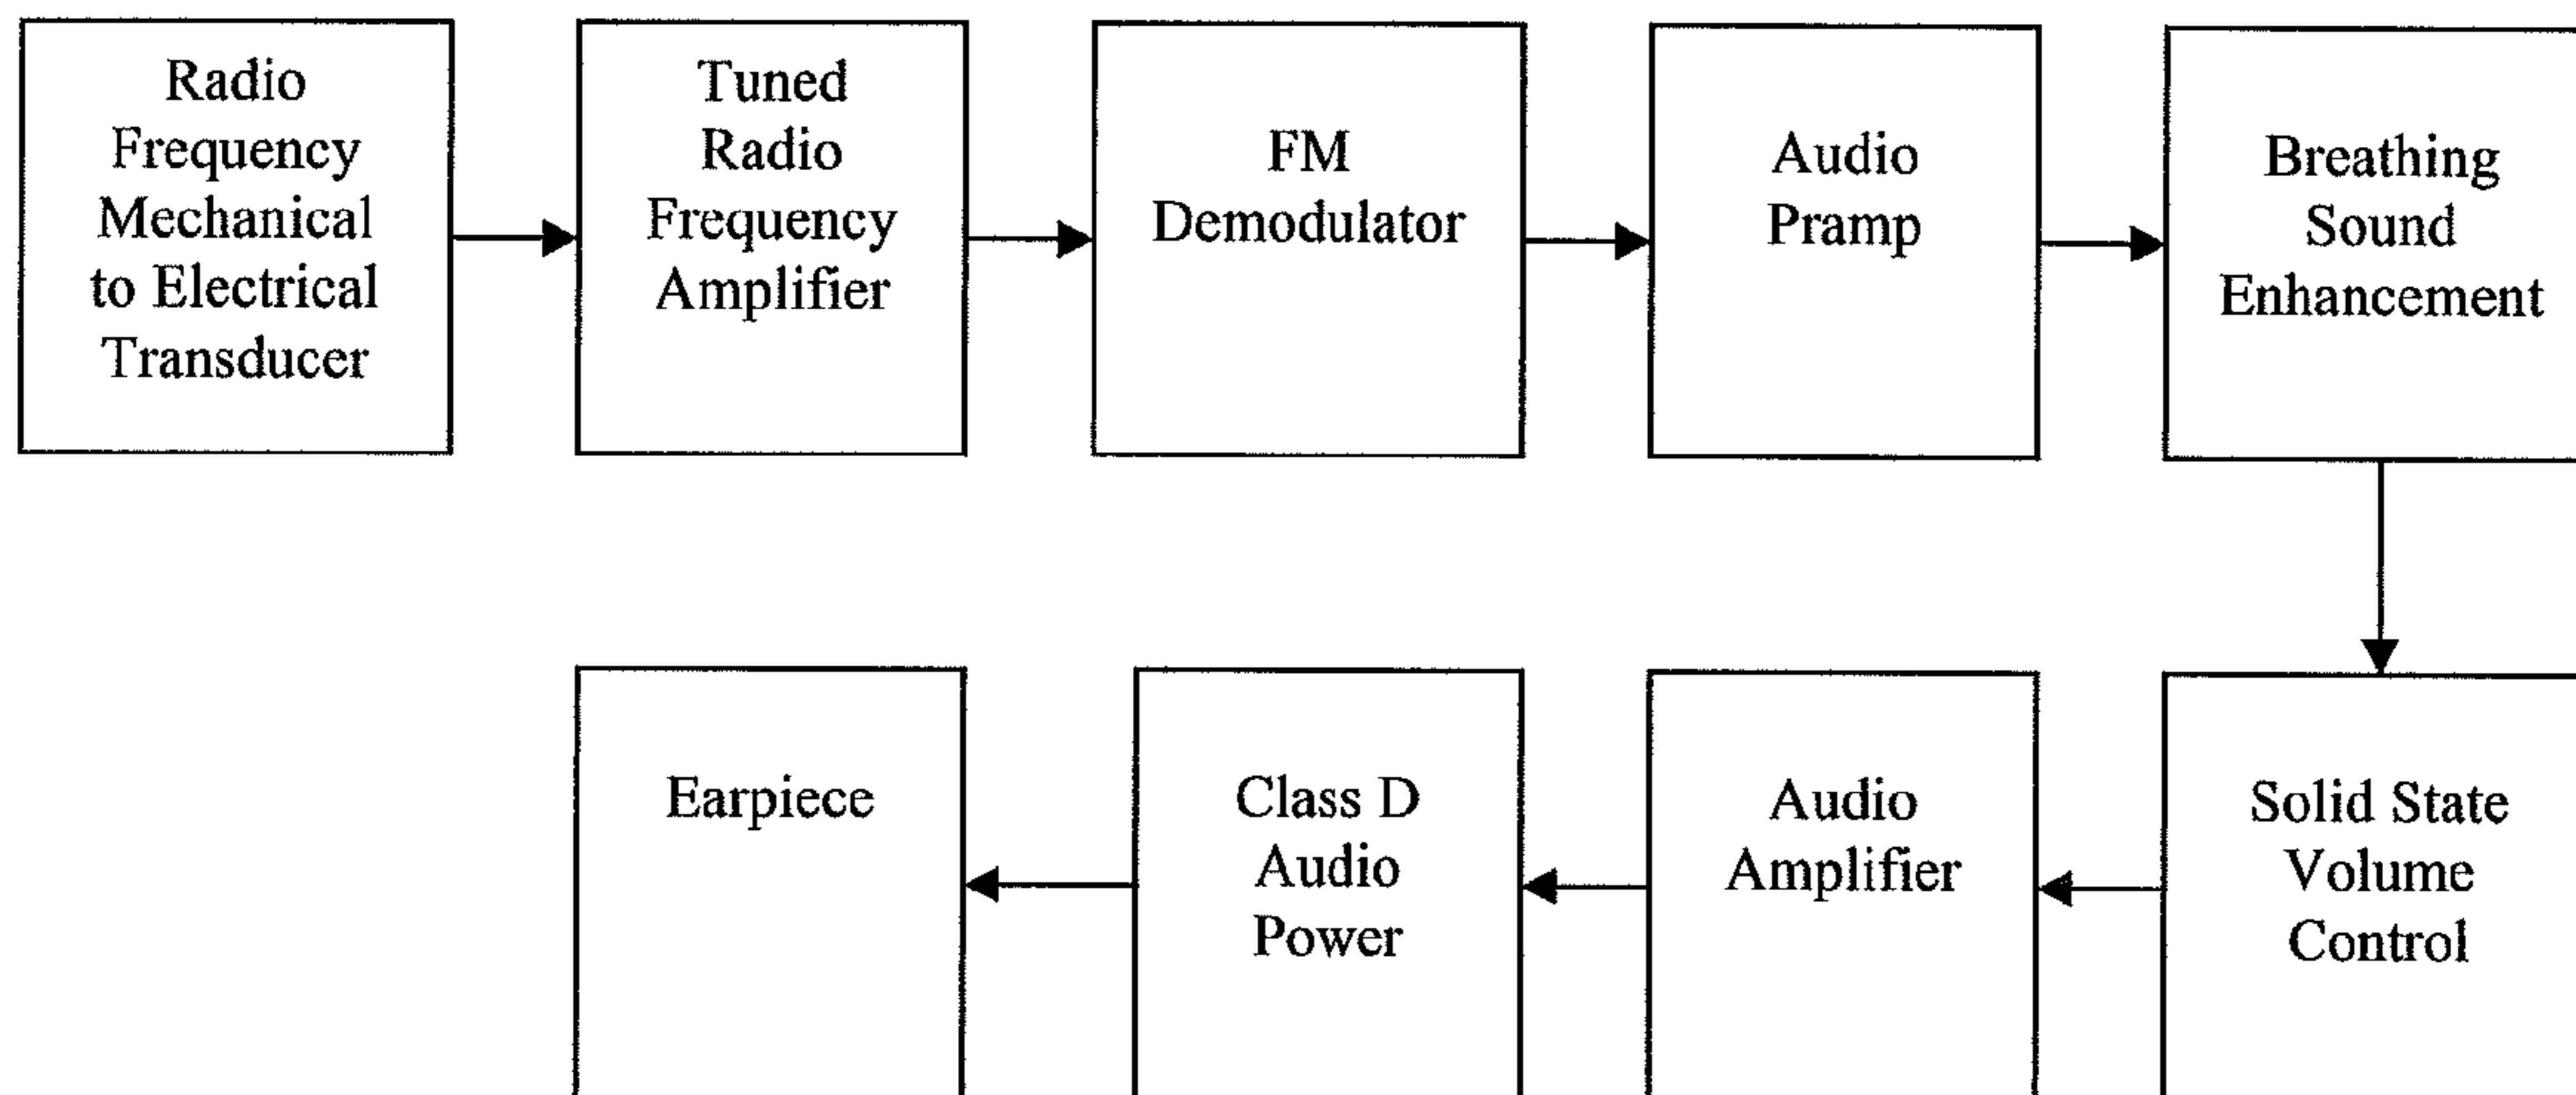 Radio
Frequency
Mechanical
to Electrical
Transducer
Tuned
Radio
Frequency
Amplifier
FM
Demodulator
Audio
Pramp
Breathing
Sound
Enhancement
Solid State
Volume
Control
Audio
Amplifier
Class D
Audio
Power
Earpiece